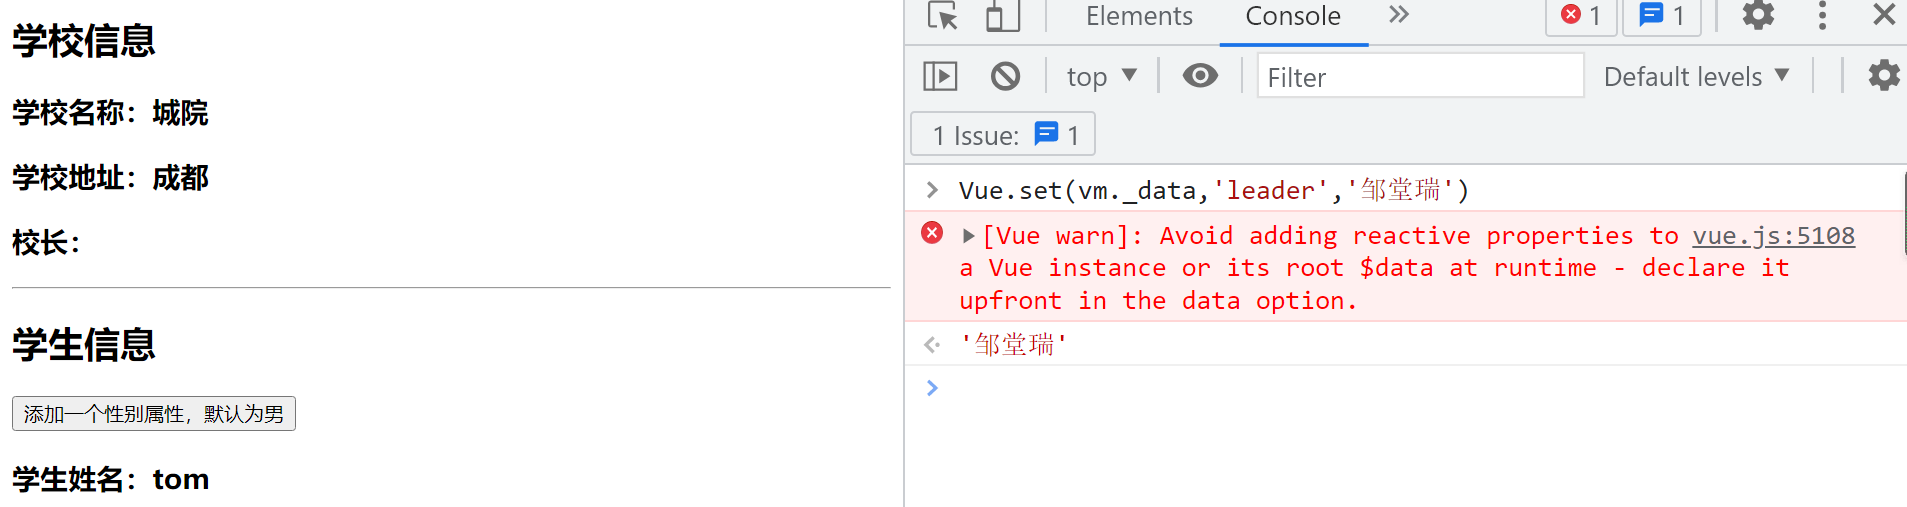 学校信息
学校名称：城院
学校地址：成都
校长：
学生信息
添加一个性别属性，默认为男
学生姓名：tom
Elements Console 1 1
top Filter Default levels
1 Issue: 1
Vue.set(vm._data,'leader','邹堂瑞')
[Vue warn]: Avoid adding reactive properties to vue.js:5108
a Vue instance or its root $data at runtime - declare it
upfront in the data option.
'邹堂瑞'